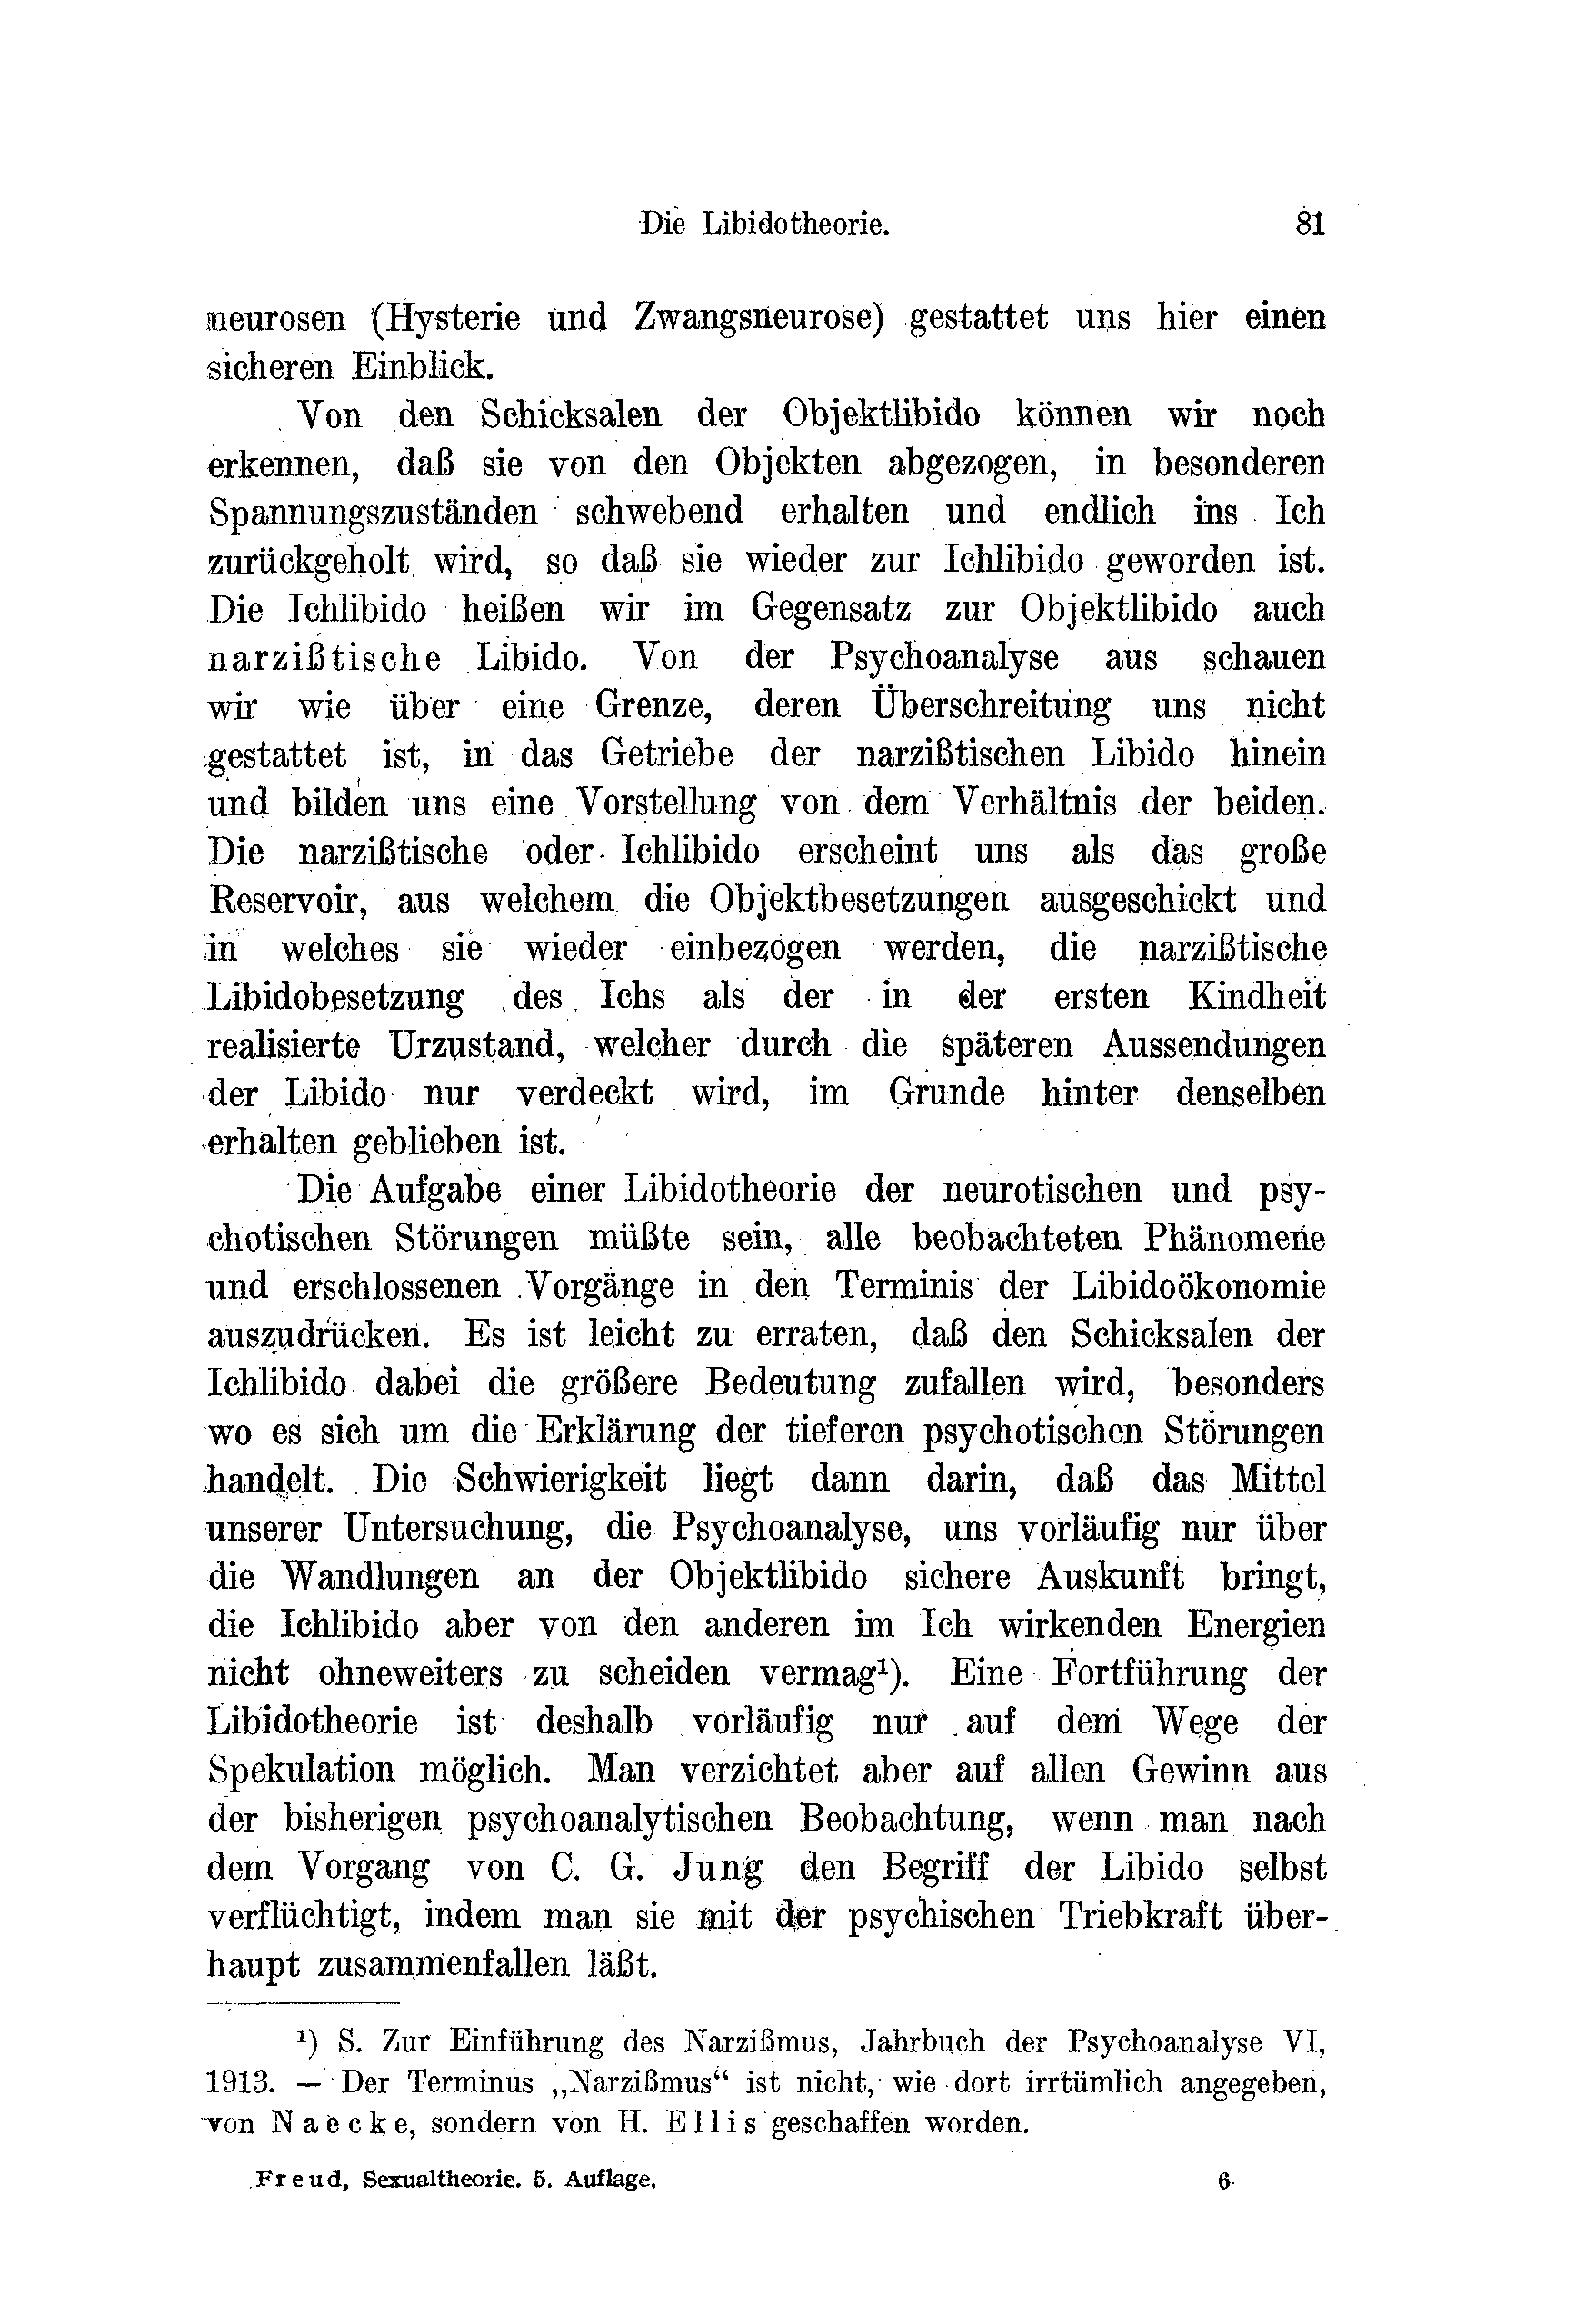 Die Libidotheorie. 81
neurosen (Hysterie und Zwangsneurose) gestattet uns hier einen
sicheren Einblick.
Von den Schicksalen der Objektlibido können wir noch
erkennen, daß sie von den Objekten abgezogen, in besonderen
Spannungszuständen schwebend erhalten und endlich ins Ich
zurückgeholt wird, so daß sie wieder zur Ichlibido geworden ist.
Die Ichlibido heißen wir im Gegensatz zur Objektlibido auch
narzißtische Libido. Von der Psychoanalyse aus schauen
wir wie über eine Grenze, deren Überschreitung uns nicht
gestattet ist, in das Getriebe der narzißtischen Libido hinein
und bilden uns eine Vorstellung von dem Verhältnis der beiden.
Die narzißtische oder Ichlibido erscheint uns als das große
Reservoir, aus welchem die Objektbesetzungen ausgeschickt und
in welches sie wieder einbezogen werden, die narzißtische
Libidobesetzung des Ichs als der in der ersten Kindheit
realisierte Urzustand, welcher durch die späteren Aussendungen
der Libido nur verdeckt wird, im Grunde hinter denselben
erhalten geblieben ist.
Die Aufgabe einer Libidotheorie der neurotischen und psy-
chotischen Störungen müßte sein, alle beobachteten Phänomene
und erschlossenen Vorgänge in den Terminis der Libidoökonomie
auszudrücken. Es ist leicht zu erraten, daß den Schicksalen der
Ichlibido dabei die größere Bedeutung zufallen wird, besonders
wo es sich um die Erklärung der tieferen psychotischen Störungen
handelt. Die Schwierigkeit liegt dann darin, daß das Mittel
unserer Untersuchung, die Psychoanalyse, uns vorläufig nur über
die Wandlungen an der Objektlibido sichere Auskunft bringt,
die Ichlibido aber von den anderen im Ich wirkenden Energien
nicht ohneweiters zu scheiden vermag¹). Eine Fortführung der
Libidotheorie ist deshalb vorläufig nur auf dem Wege der
Spekulation möglich. Man verzichtet aber auf allen Gewinn aus
der bisherigen psychoanalytischen Beobachtung, wenn man nach
dem Vorgang von C. G. Jung den Begriff der Libido selbst
verflüchtigt, indem man sie mit der psychischen Triebkraft über-
haupt zusammenfallen läßt.
¹) S. Zur Einführung des Narzißmus, Jahrbuch der Psychoanalyse VI,
1913. — Der Terminus „Narzißmus“ ist nicht, wie dort irrtümlich angegeben,
von Naecke, sondern von H. Ellis geschaffen worden.
Freud, Sexualtheorie. 5. Auflage. 6